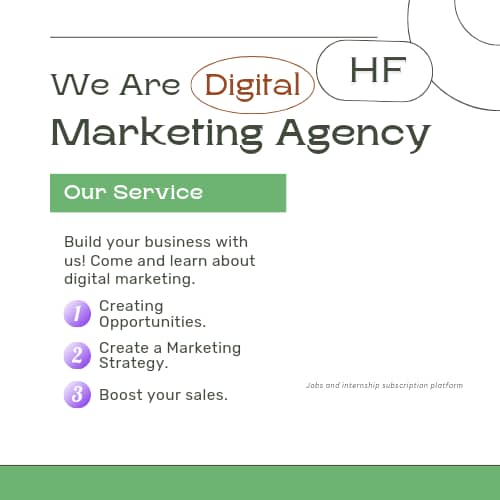 HF
We Are Digital
Marketing Agency
Our Service
Build your business with
us! Come and learn about
digital marketing.
1 Creating
Opportunities.
2 Create a Marketing
Strategy.
3 Boost your sales.
Jobs and internship subscription platform